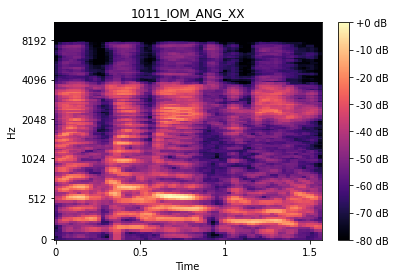 1011_IOM_ANG_XX
+0 dB
8192
-10 dB
4096
-20 dB
-30 dB
2048
-40 dB
Hz
1024
-50 dB
512
-60 dB
-70 dB
0
-80 dB
0
0.5
1
1.5
Time